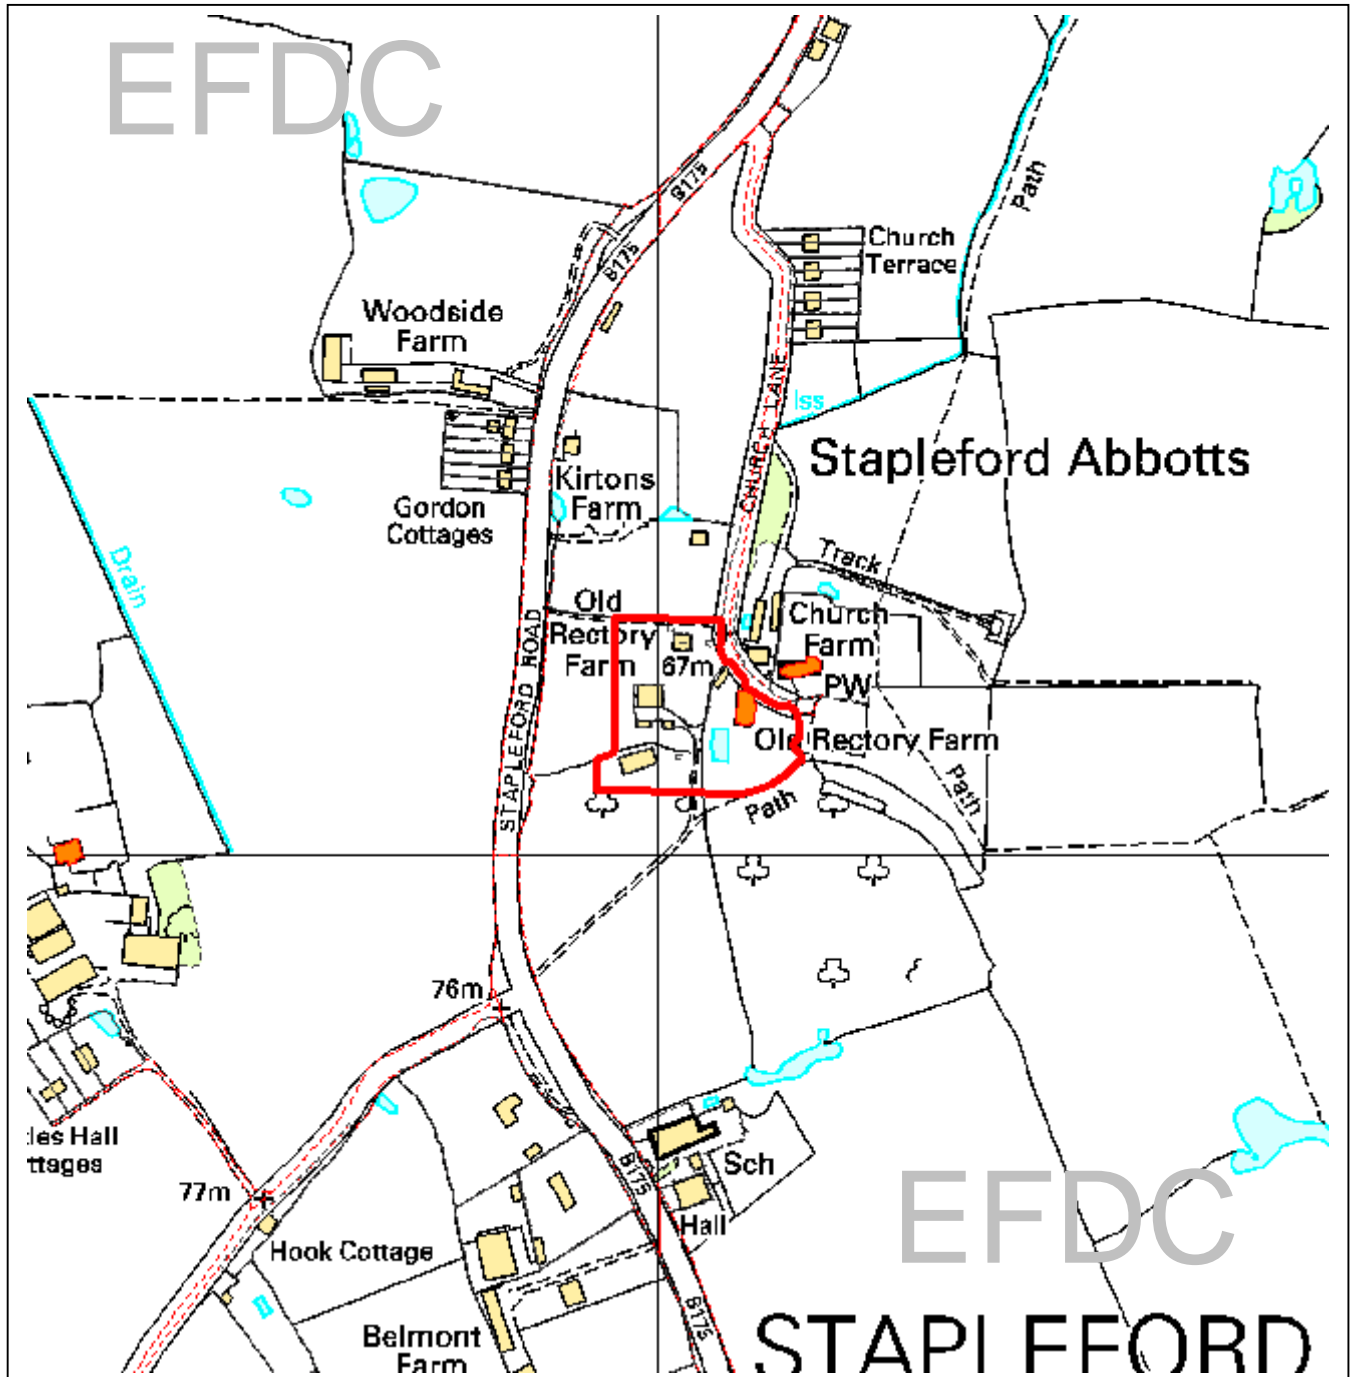 EFDC
B175
Path
Church
Terrace
B175
Woodside
Farm
CHURCH LANE
Iss
Stapleford Abbotts
Kirtons
Farm
Gordon
Cottages
Drain
Track
Old
Rectory
Farm
Church
Farm
67m
PW
STAPLEFORD ROAD
Old Rectory Farm
Path
Path
76m
Sch
B175
77m
Hall
EFDC
Hook Cottage
B175
Belmont
Farm
STAPLEFORD